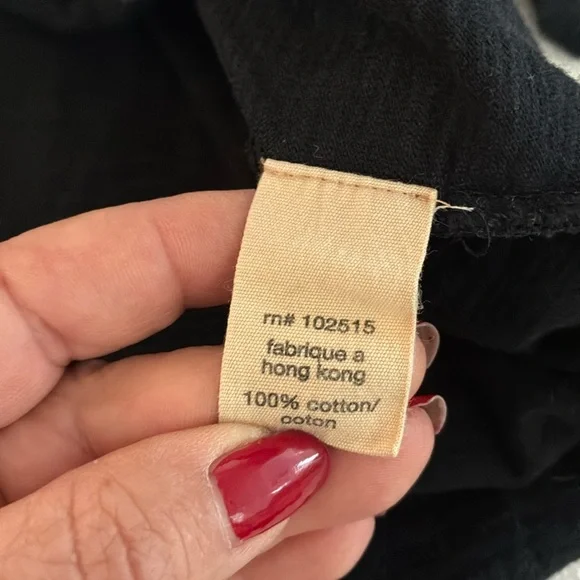 rn# 102515
fabrique a
hong kong
100% cotton/
coton